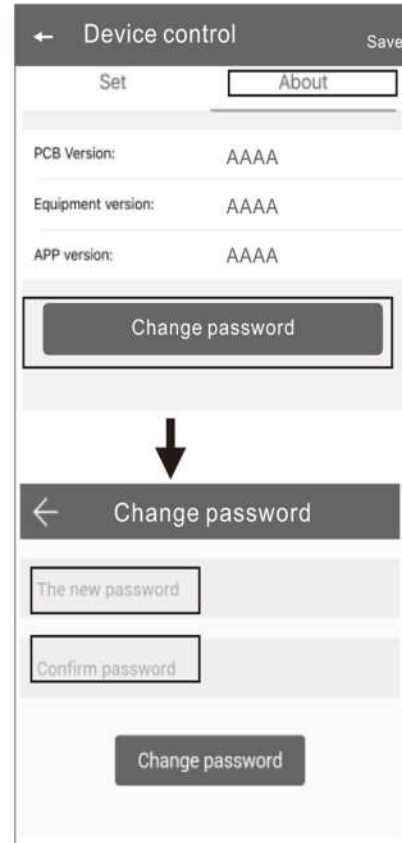 Device control
Save
Set About
PCB Version: AAAA
Equipment version: AAAA
APP version: AAAA
Change password
Change password
The new password
Confirm password
Change password